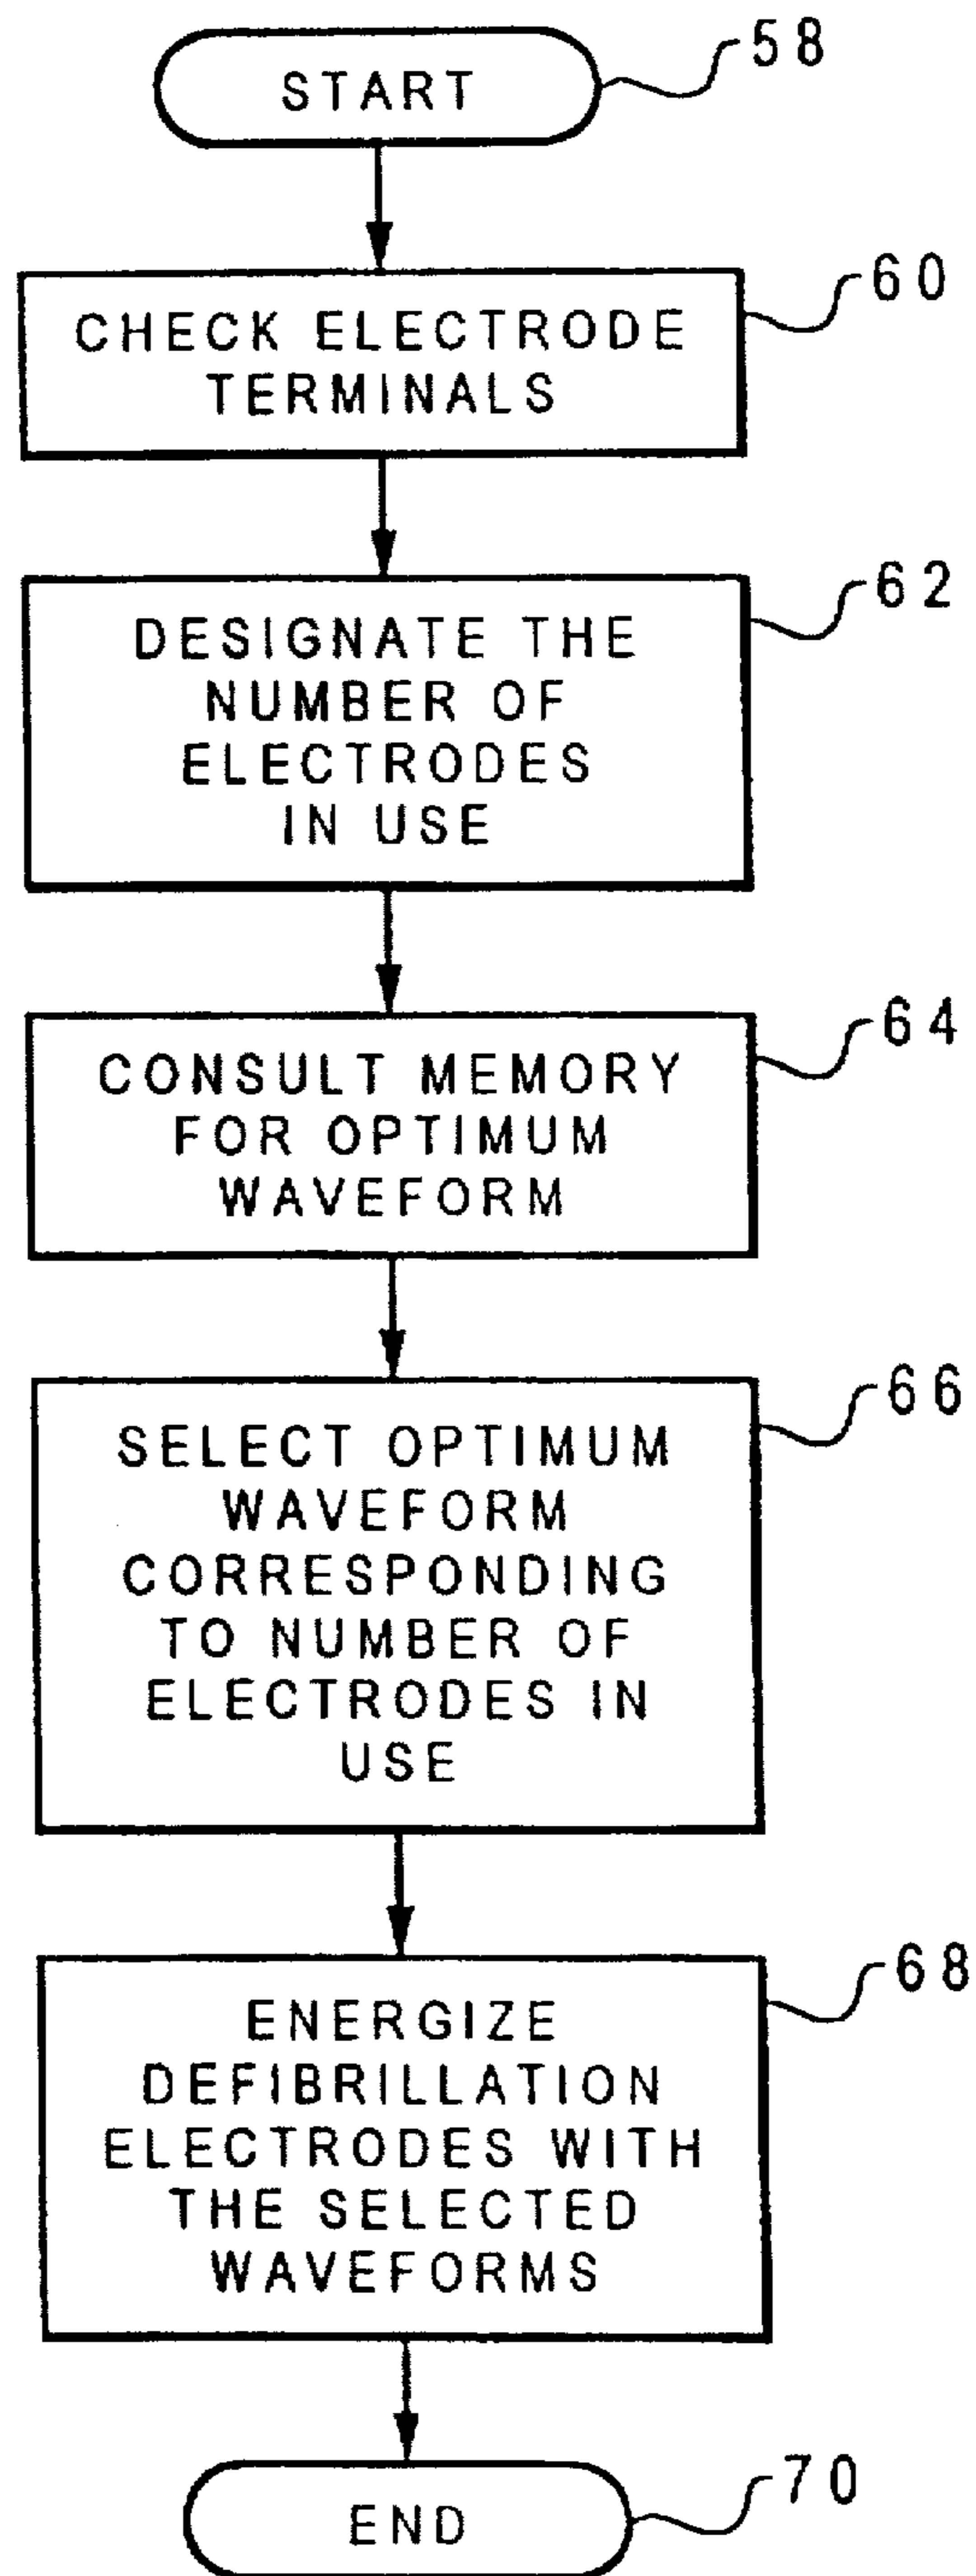 START
58
CHECK ELECTRODE
TERMINALS
60
DESIGNATE THE
NUMBER OF
ELECTRODES
IN USE
62
CONSULT MEMORY
FOR OPTIMUM
WAVEFORM
64
SELECT OPTIMUM
WAVEFORM
CORRESPONDING
TO NUMBER OF
ELECTRODES IN
USE
66
ENERGIZE
DEFIBRILLATION
ELECTRODES WITH
THE SELECTED
WAVEFORMS
68
END
70